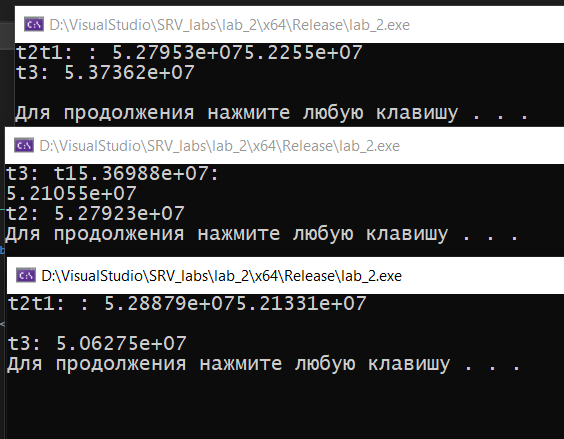 D:\VisualStudio\SRV_labs\lab_2\x64\Release\lab_2.exe
t2t1: : 5.27953e+075.2255e+07
t3: 5.37362e+07
Для продолжения нажмите любую клавишу . . .
D:\VisualStudio\SRV_labs\lab_2\x64\Release\lab_2.exe
t3: t15.36988e+07:
5.21055e+07
t2: 5.27923e+07
Для продолжения нажмите любую клавишу . . .
D:\VisualStudio\SRV_labs\lab_2\x64\Release\lab_2.exe
t2t1: : 5.28879e+075.21331e+07
t3: 5.06275e+07
Для продолжения нажмите любую клавишу . . .